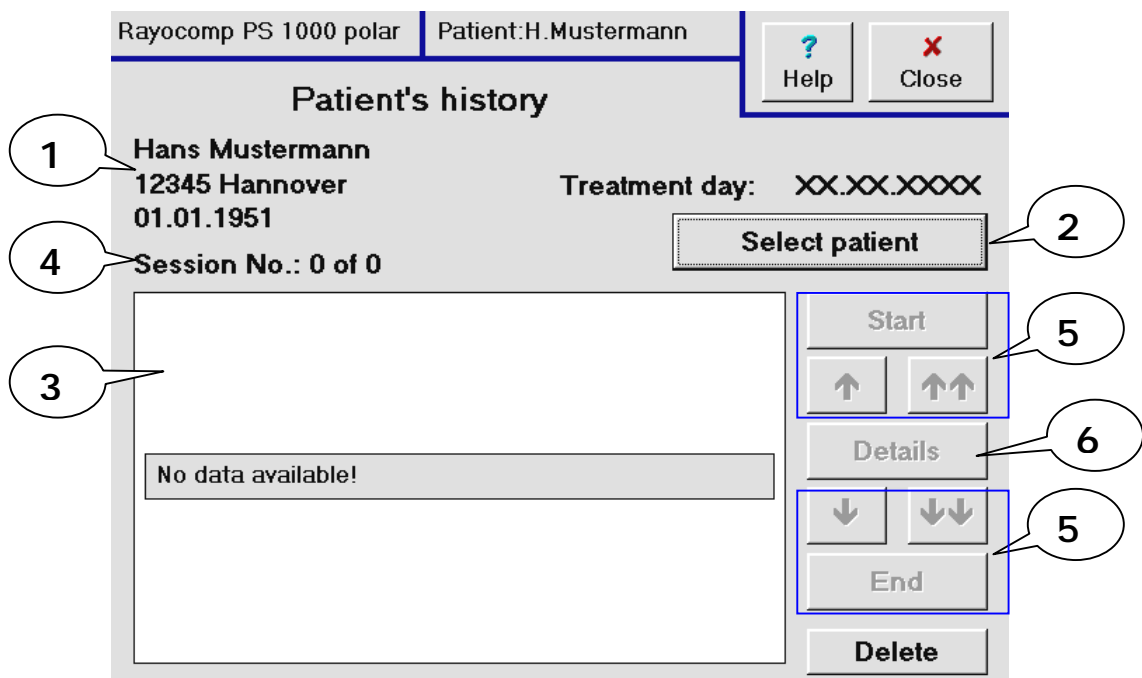 Rayocomp PS 1000 polar
Patient:H.Mustermann
?
Help
X
Close
Patient's history
1
Hans Mustermann
12345 Hannover
01.01.1951
Treatment day: XX.XX.XXXX
2
Select patient
4
Session No.: 0 of 0
Start
5
↑ ↑↑
3
Details
6
No data available!
↓ ↓↓
5
End
Delete